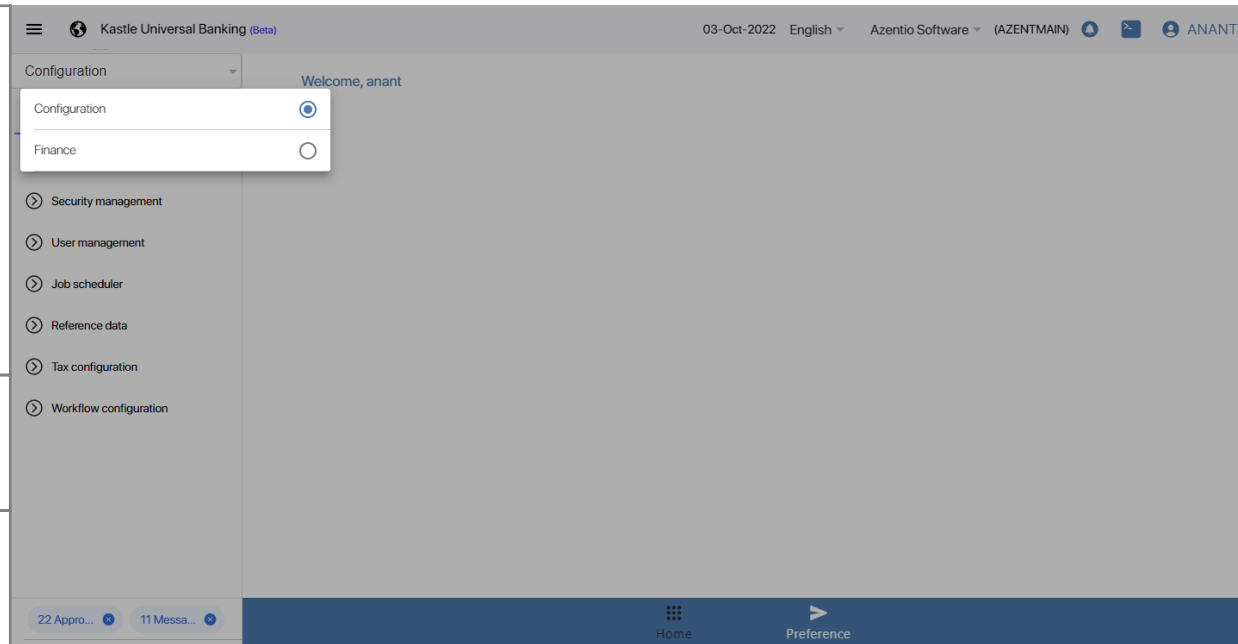 Kastle Universal Banking (Beta)
03-Oct-2022 English Azentio Software (AZENTMAIN) ANANT
Configuration
Welcome, anant
Configuration
Finance
Security management
User management
Job scheduler
Reference data
Tax configuration
Workflow configuration
22 Appro... 11 Messa...
Home Preference